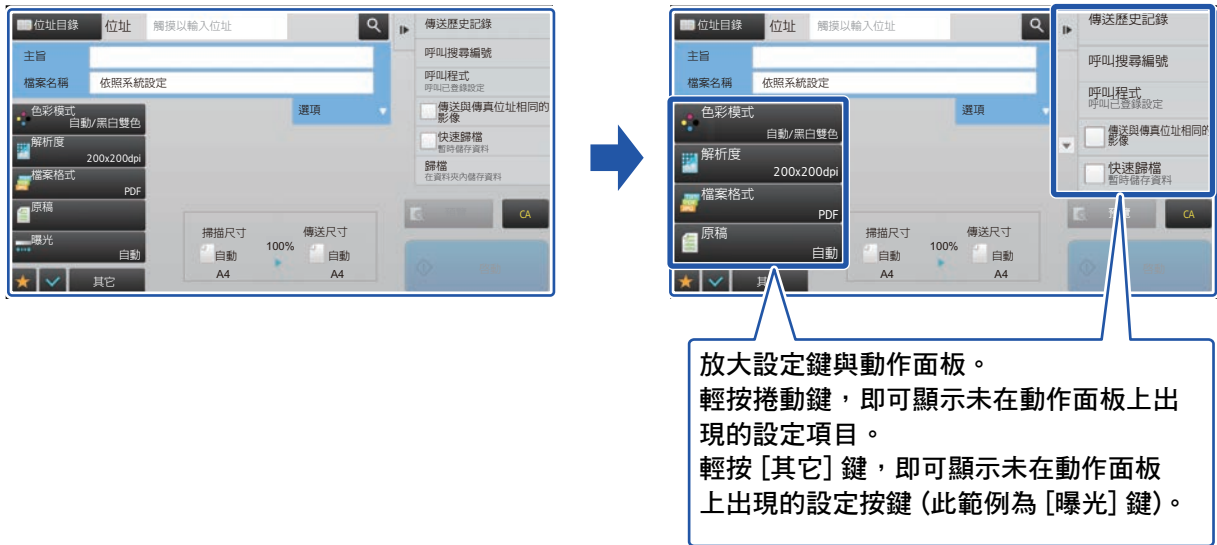 位址目錄 位址 觸摸以輸入位址
主旨
檔案名稱 依照系統設定
選項
色彩模式
自動/黑白雙色
解析度
200x200dpi
檔案格式
PDF
原稿
曝光
自動
其它
掃描尺寸 傳送尺寸
100%
自動 自動
A4 A4
傳送歷史記錄
呼叫搜尋編號
呼叫程式
呼叫已登錄設定
傳送與傳真位址相同的
影像
快速歸檔
暫時儲存資料
歸檔
在資料夾內儲存資料
CA
位址目錄 位址 觸摸以輸入位址
主旨
檔案名稱 依照系統設定
選項
色彩模式
自動/黑白雙色
解析度
200x200dpi
檔案格式
PDF
原稿
自動
掃描尺寸 傳送尺寸
100%
自動 自動
A4 A4
傳送歷史記錄
呼叫搜尋編號
呼叫程式
呼叫已登錄設定
傳送與傳真位址相同的
影像
快速歸檔
暫時儲存資料
CA
放大設定鍵與動作面板。
輕按捲動鍵，即可顯示未在動作面板上出
現的設定項目。
輕按 [其它] 鍵，即可顯示未在動作面板
上出現的設定按鍵 (此範例為 [曝光] 鍵)。